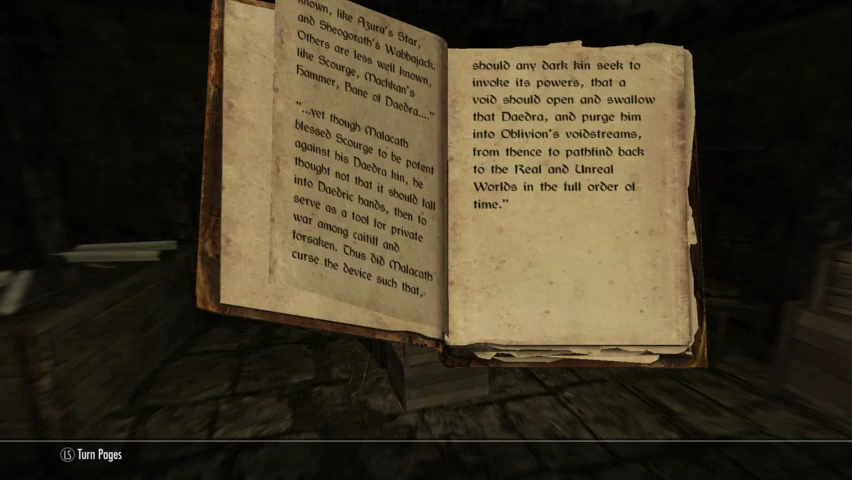 known, like Azura's Star,
and Sheogorath's Wabbajack.
Others are less well known,
like Scourge, Mackkan's
Hammer, Bane of Daedra...."
"...yet though Malacath
blessed Scourge to be potent
against his Daedra kin, he
thought not that it should fall
into Daedric hands, then to
serve as a tool for private
war among caitiff and
forsaken. Thus did Malacath
curse the device such that,
should any dark kin seek to
invoke its powers, that a
void should open and swallow
that Daedra, and purge him
into Oblivion's voidstreams,
from thence to pathfind back
to the Real and Unreal
Worlds in the full order of
time."
LS Turn Pages